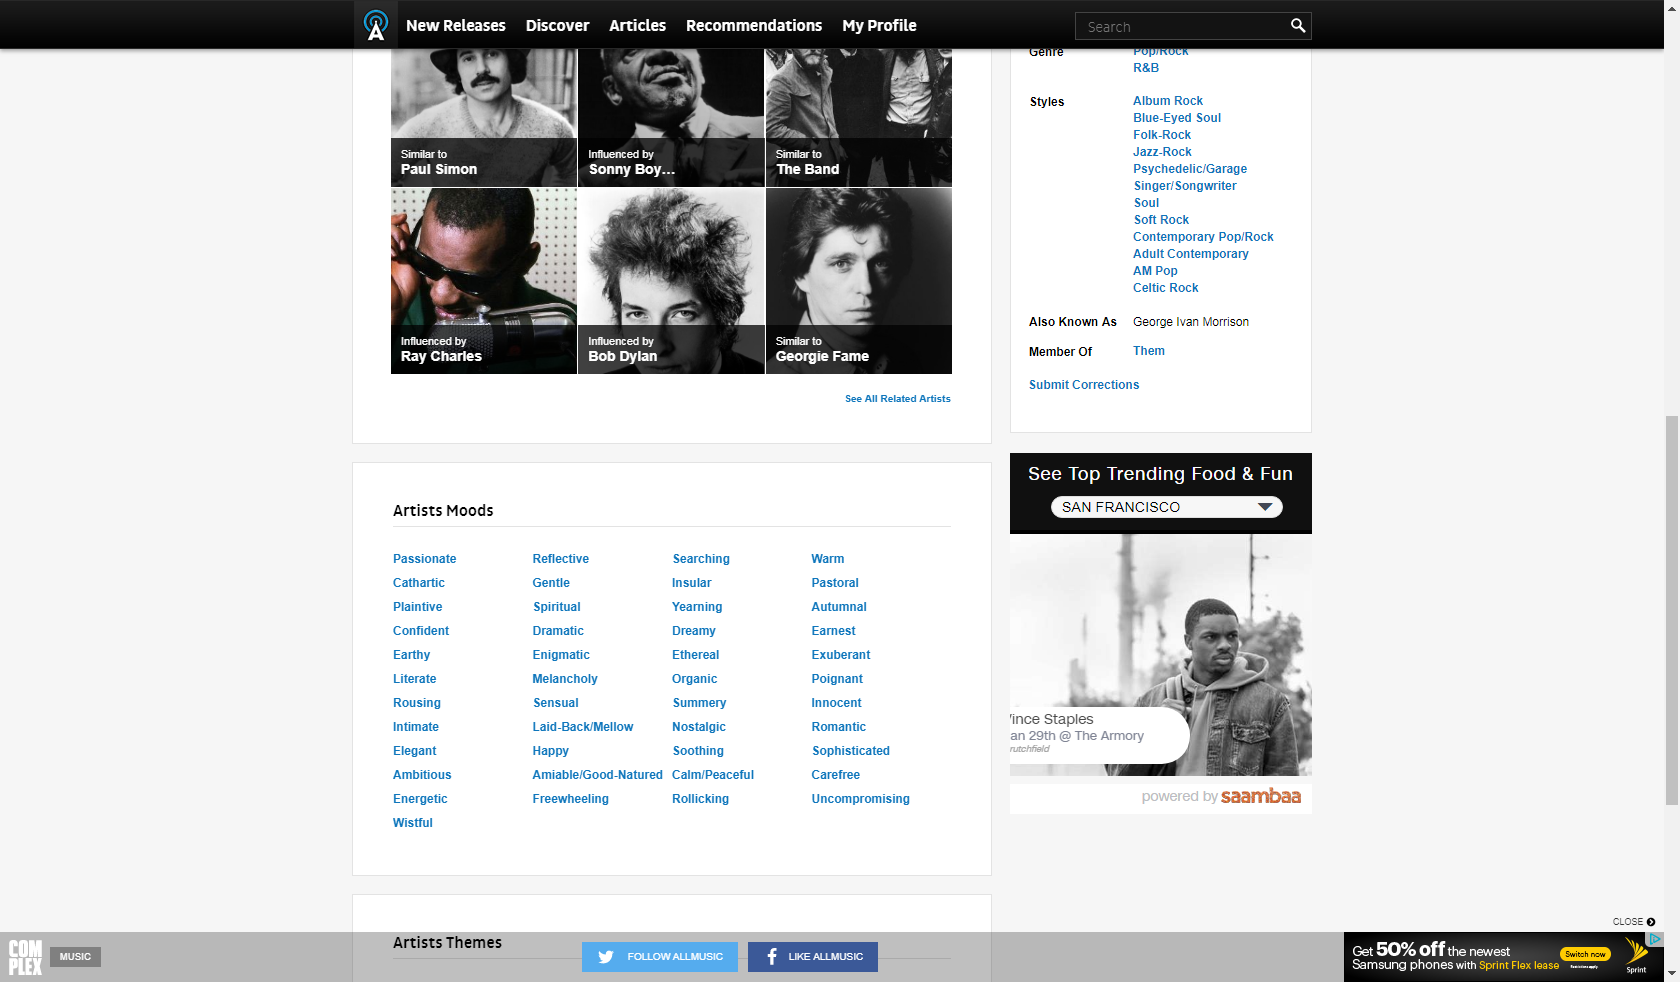 New Releases Discover Articles Recommendations My Profile Search
Similar to
Paul Simon
Influenced by
Sonny Boy...
Similar to
The Band
Influenced by
Ray Charles
Influenced by
Bob Dylan
Similar to
Georgie Fame
See All Related Artists
Genre Pop/Rock
R&B
Styles Album Rock
Blue-Eyed Soul
Folk-Rock
Jazz-Rock
Psychedelic/Garage
Singer/Songwriter
Soul
Soft Rock
Contemporary Pop/Rock
Adult Contemporary
AM Pop
Celtic Rock
Also Known As George Ivan Morrison
Member Of Them
Submit Corrections
Artists Moods
Passionate Reflective Searching Warm
Cathartic Gentle Insular Pastoral
Plaintive Spiritual Yearning Autumnal
Confident Dramatic Dreamy Earnest
Earthy Enigmatic Ethereal Exuberant
Literate Melancholy Organic Poignant
Rousing Sensual Summery Innocent
Intimate Laid-Back/Mellow Nostalgic Romantic
Elegant Happy Soothing Sophisticated
Ambitious Amiable/Good-Natured Calm/Peaceful Carefree
Energetic Freewheeling Rollicking Uncompromising
Wistful
See Top Trending Food & Fun
SAN FRANCISCO
Vince Staples
an 29th @ The Armory
rutchfield
powered by saambaa
Artists Themes
COM
PLEX
MUSIC
FOLLOW ALLMUSIC
LIKE ALLMUSIC
CLOSE
Get 50% off the newest
Samsung phones with Sprint Flex lease
Switch now
Restrictions apply.
Sprint